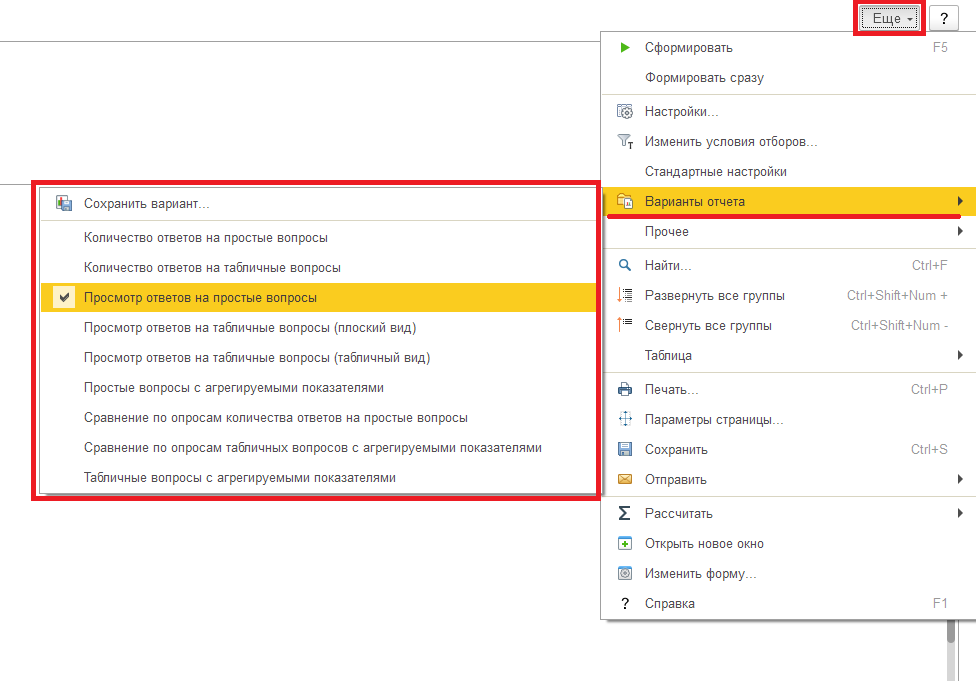 Еще
?
Сформировать F5
Формировать сразу
Настройки...
Изменить условия отборов...
Стандартные настройки
Варианты отчета
Прочее
Найти... Ctrl+F
Развернуть все группы Ctrl+Shift+Num +
Свернуть все группы Ctrl+Shift+Num -
Таблица
Печать... Ctrl+P
Параметры страницы...
Сохранить Ctrl+S
Отправить
Рассчитать
Открыть новое окно
Изменить форму...
? Справка F1
Сохранить вариант...
Количество ответов на простые вопросы
Количество ответов на табличные вопросы
Просмотр ответов на простые вопросы
Просмотр ответов на табличные вопросы (плоский вид)
Просмотр ответов на табличные вопросы (табличный вид)
Простые вопросы с агрегируемыми показателями
Сравнение по опросам количества ответов на простые вопросы
Сравнение по опросам табличных вопросов с агрегируемыми показателями
Табличные вопросы с агрегируемыми показателями